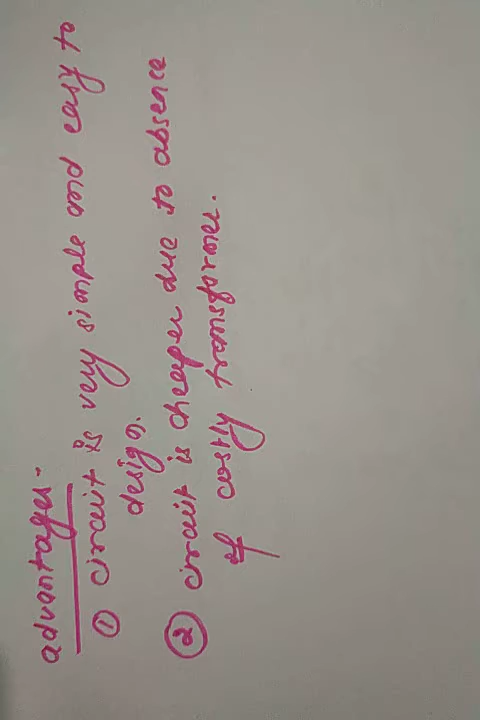 advantages.
① circuit is very simple and easy to
design.
② circuit is cheaper due to absence
of costly transformer.